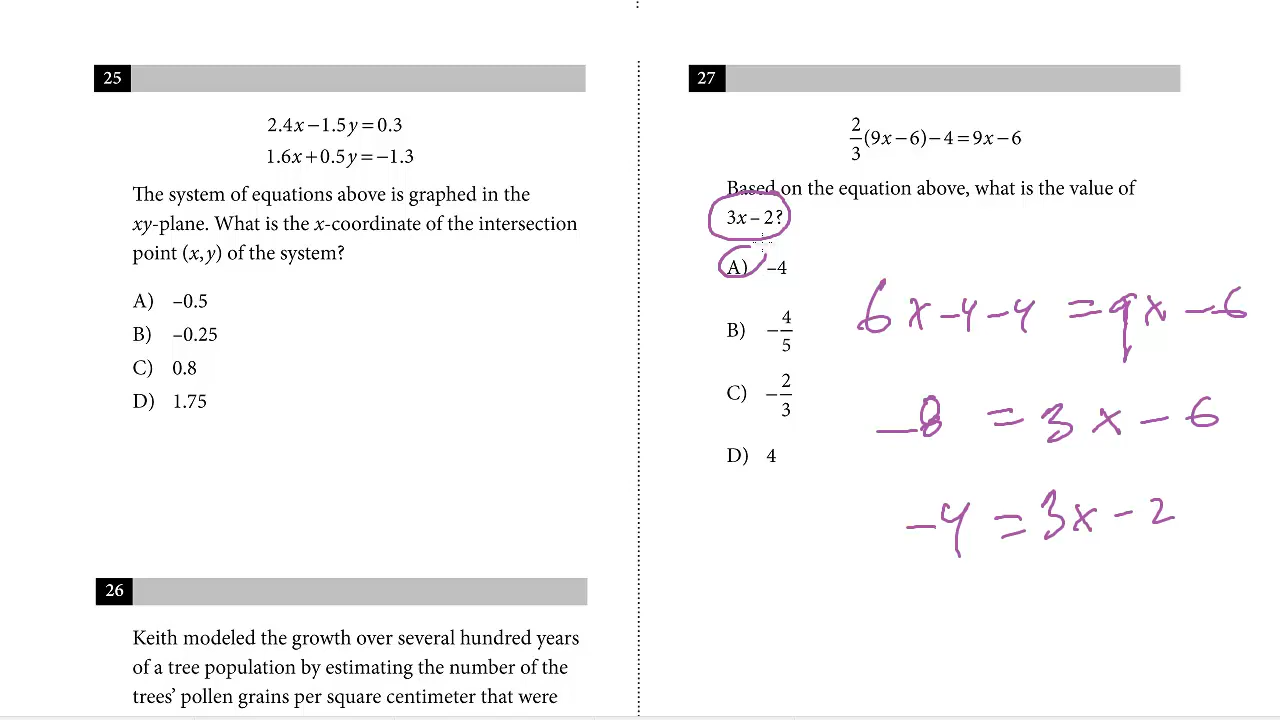 25
2.4x − 1.5y = 0.3
1.6x + 0.5y = −1.3
The system of equations above is graphed in the
xy-plane. What is the x-coordinate of the intersection
point (x, y) of the system?
A) –0.5
B) –0.25
C) 0.8
D) 1.75
26
Keith modeled the growth over several hundred years
of a tree population by estimating the number of the
trees’ pollen grains per square centimeter that were
27
2/3(9x − 6) − 4 = 9x − 6
Based on the equation above, what is the value of
3x – 2?
A) –4
B) −4/5
C) −2/3
D) 4
6x − 4 − 4 = 9x − 6
−8 = 3x − 6
−4 = 3x − 2